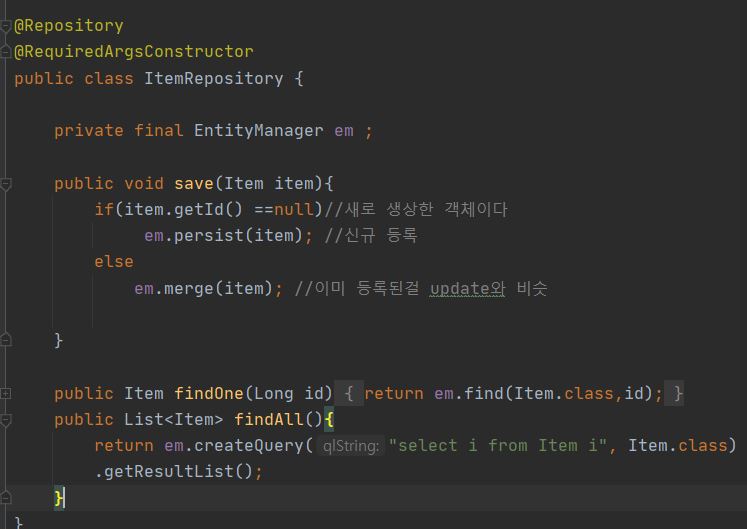 @Repository
@RequiredArgsConstructor
public class ItemRepository {
private final EntityManager em ;
public void save(Item item){
if(item.getId() ==null)//새로 생상한 객체이다
em.persist(item); //신규 등록
else
em.merge(item); //이미 등록된걸 update와 비슷
}
public Item findOne(Long id) { return em.find(Item.class,id); }
public List<Item> findAll(){
return em.createQuery( qlString: "select i from Item i", Item.class)
.getResultList();
}
}